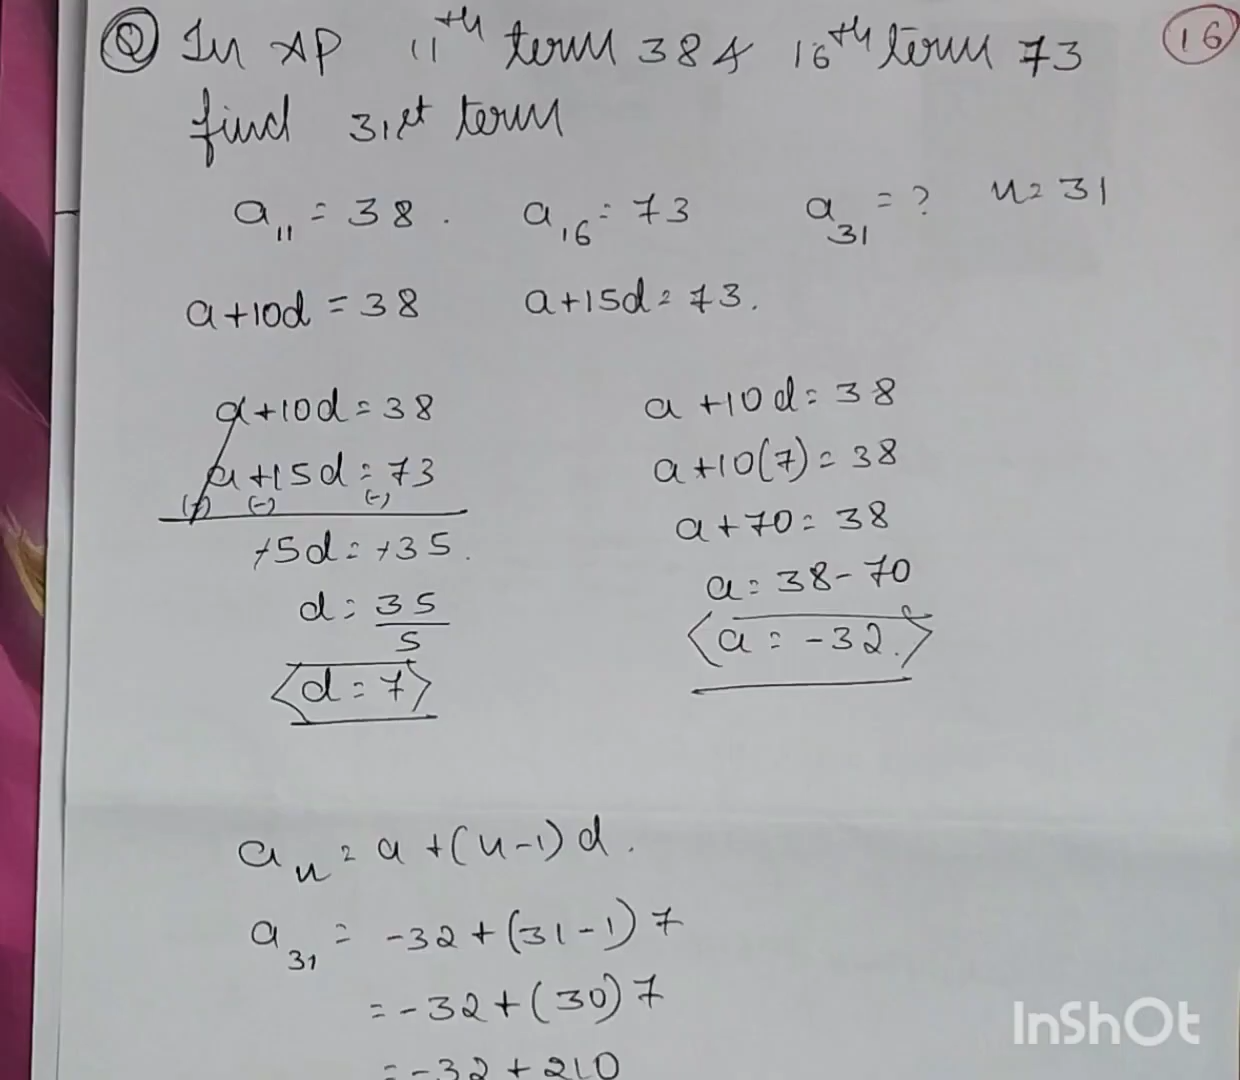 Q In AP 11th term 38 & 16th term 73
16
find 31st term
a11 = 38. a16 = 73 a31 = ? n = 31
a+10d = 38 a+15d = 73.
a+10d = 38
a+15d = 73
(-) (-) (-)
+5d = +35.
d = 35/5
d = 7
a+10d = 38
a+10(7) = 38
a+70 = 38
a = 38-70
a = -32.
an = a+(n-1)d.
a31 = -32+(31-1)7
= -32+(30)7
= -32+210
InShOt